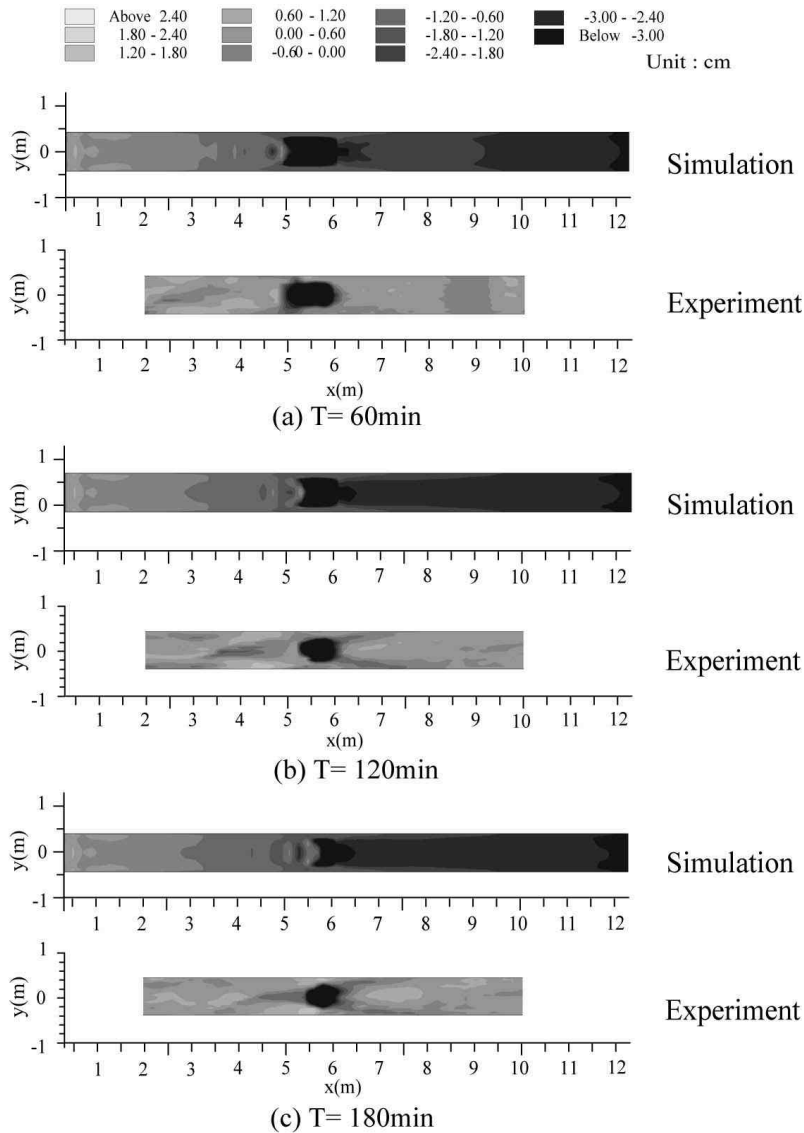 Above 2.40 0.60 - 1.20 -1.20 - -0.60 -3.00 - -2.40
1.80 - 2.40 0.00 - 0.60 -1.80 - -1.20 Below -3.00
1.20 - 1.80 -0.60 - 0.00 -2.40 - -1.80
Unit : cm
y(m)
1
0
-1
Simulation
1 2 3 4 5 6 7 8 9 10 11 12
y(m)
1
0
-1
Experiment
1 2 3 4 5 6 7 8 9 10 11 12
x(m)
(a) T= 60min
y(m)
1
0
-1
Simulation
1 2 3 4 5 6 7 8 9 10 11 12
y(m)
1
0
-1
Experiment
1 2 3 4 5 6 7 8 9 10 11 12
x(m)
(b) T= 120min
y(m)
1
0
-1
Simulation
1 2 3 4 5 6 7 8 9 10 11 12
y(m)
1
0
-1
Experiment
1 2 3 4 5 6 7 8 9 10 11 12
x(m)
(c) T= 180min